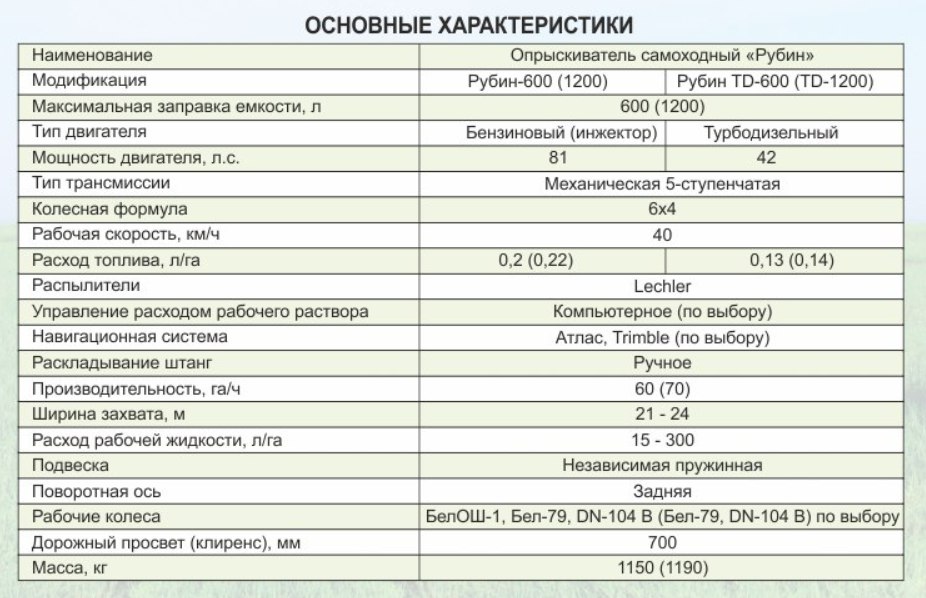 ОСНОВНЫЕ ХАРАКТЕРИСТИКИ
Наименование Опрыскиватель самоходный «Рубин»
Модификация Рубин-600 (1200) Рубин TD-600 (TD-1200)
Максимальная заправка емкости, л 600 (1200)
Тип двигателя Бензиновый (инжектор) Турбодизельный
Мощность двигателя, л.с. 81 42
Тип трансмиссии Механическая 5-ступенчатая
Колесная формула 6х4
Рабочая скорость, км/ч 40
Расход топлива, л/га 0,2 (0,22) 0,13 (0,14)
Распылители Lechler
Управление расходом рабочего раствора Компьютерное (по выбору)
Навигационная система Атлас, Trimble (по выбору)
Раскладывание штанг Ручное
Производительность, га/ч 60 (70)
Ширина захвата, м 21 - 24
Расход рабочей жидкости, л/га 15 - 300
Подвеска Независимая пружинная
Поворотная ось Задняя
Рабочие колеса БелОШ-1, Бел-79, DN-104 B (Бел-79, DN-104 B) по выбору
Дорожный просвет (клиренс), мм 700
Масса, кг 1150 (1190)